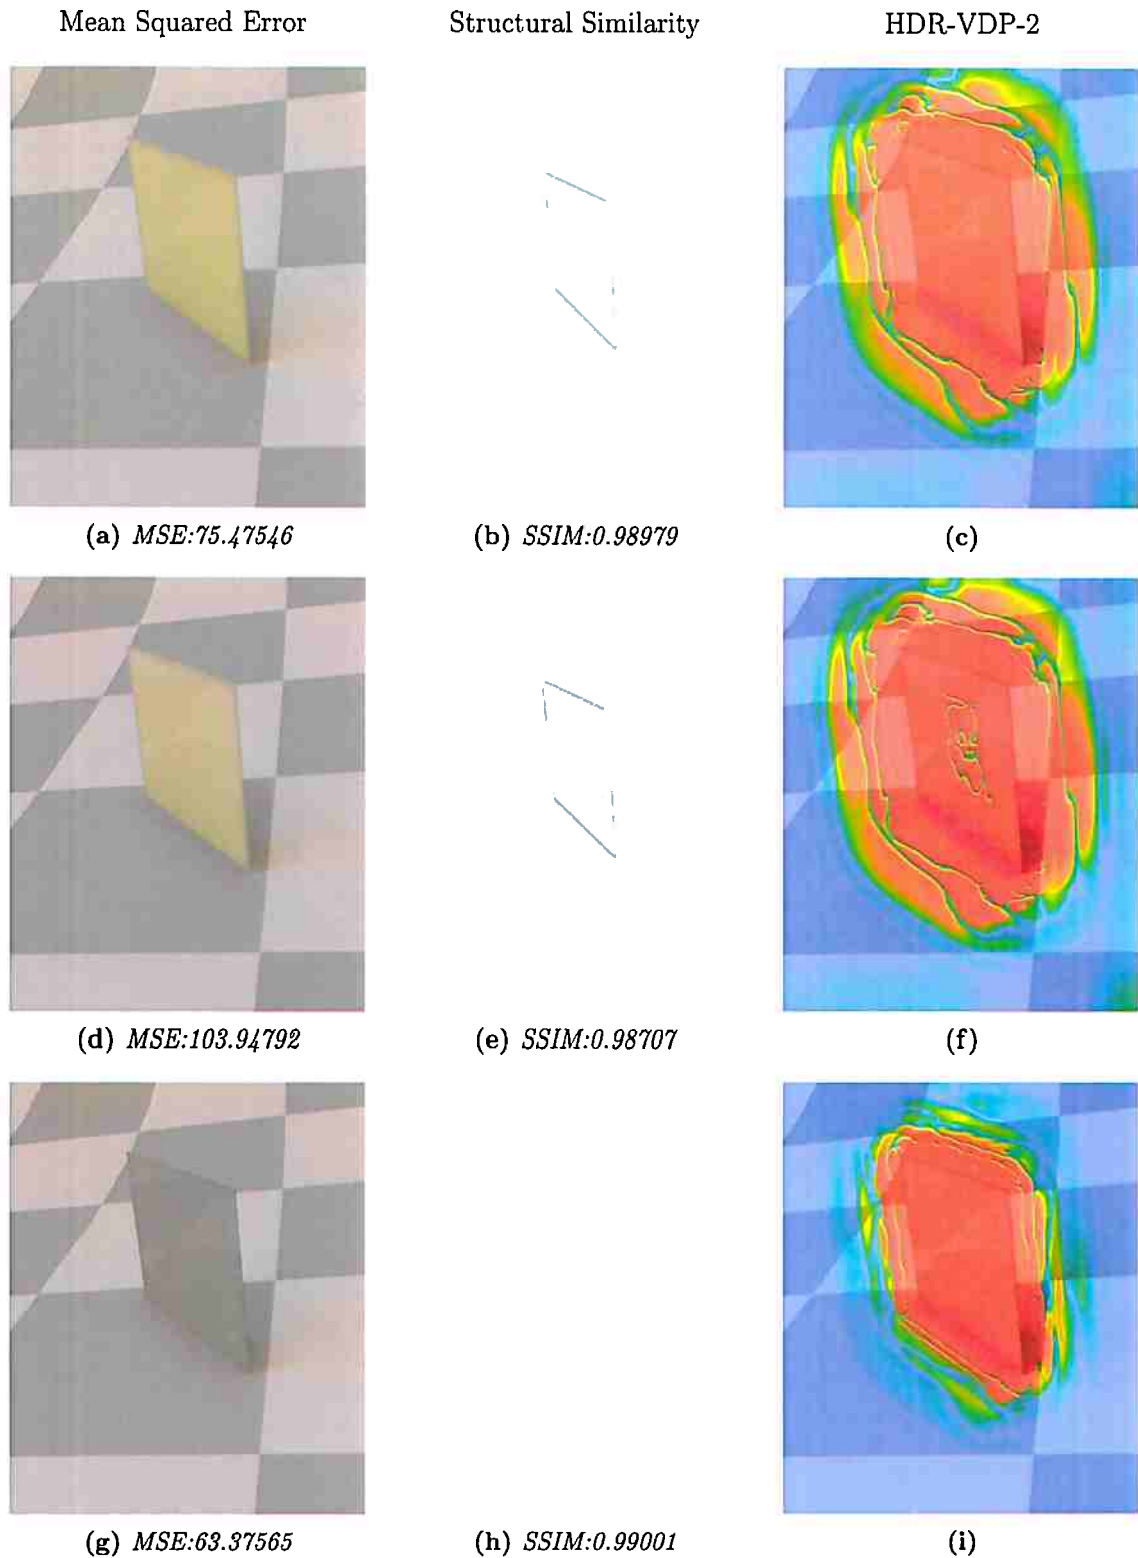 Mean Squared Error Structural Similarity HDR-VDP-2
(a) MSE:75.47546 (b) SSIM:0.98979 (c)
(d) MSE:103.94792 (e) SSIM:0.98707 (f)
(g) MSE:63.37565 (h) SSIM:0.99001 (i)